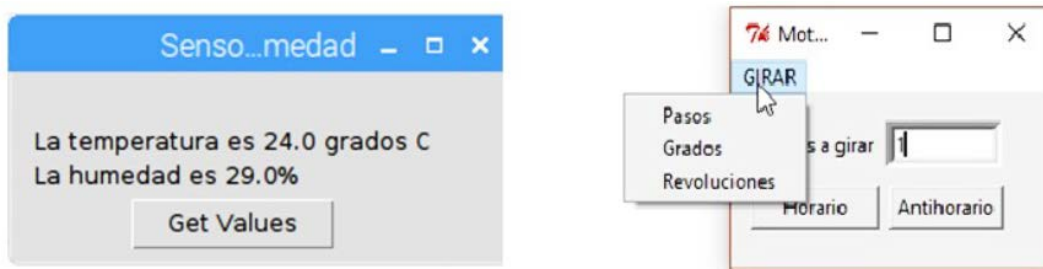 Senso...medad
La temperatura es 24.0 grados C
La humedad es 29.0%
Get Values
Mot...
GIRAR
Pasos
Grados
Revoluciones
s a girar 1
Horario Antihorario